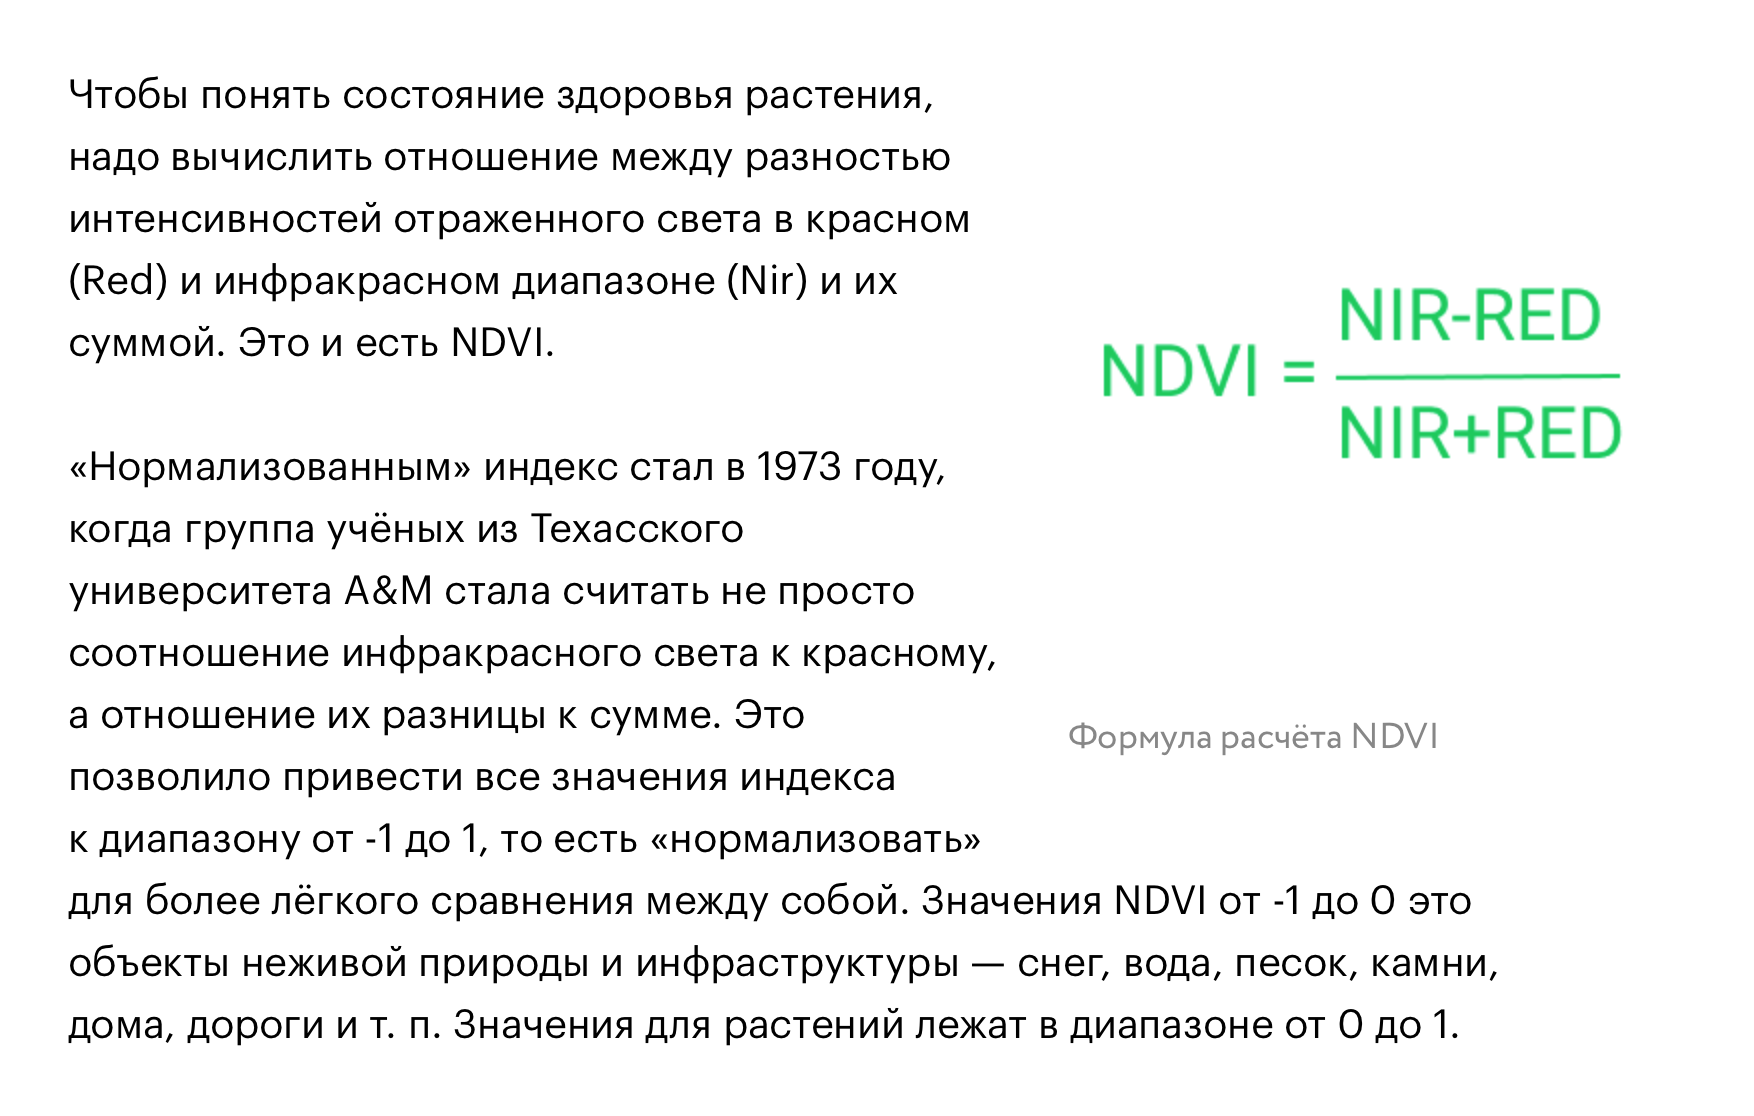 Чтобы понять состояние здоровья растения,
надо вычислить отношение между разностью
интенсивностей отраженного света в красном
(Red) и инфракрасном диапазоне (Nir) и их
суммой. Это и есть NDVI.
«Нормализованным» индекс стал в 1973 году,
когда группа учёных из Техасского
университета A&M стала считать не просто
соотношение инфракрасного света к красному,
а отношение их разницы к сумме. Это
позволило привести все значения индекса
к диапазону от -1 до 1, то есть «нормализовать»
для более лёгкого сравнения между собой. Значения NDVI от -1 до 0 это
объекты неживой природы и инфраструктуры — снег, вода, песок, камни,
дома, дороги и т. п. Значения для растений лежат в диапазоне от 0 до 1.
NIR-RED
NDVI =
NIR+RED
Формула расчёта NDVI